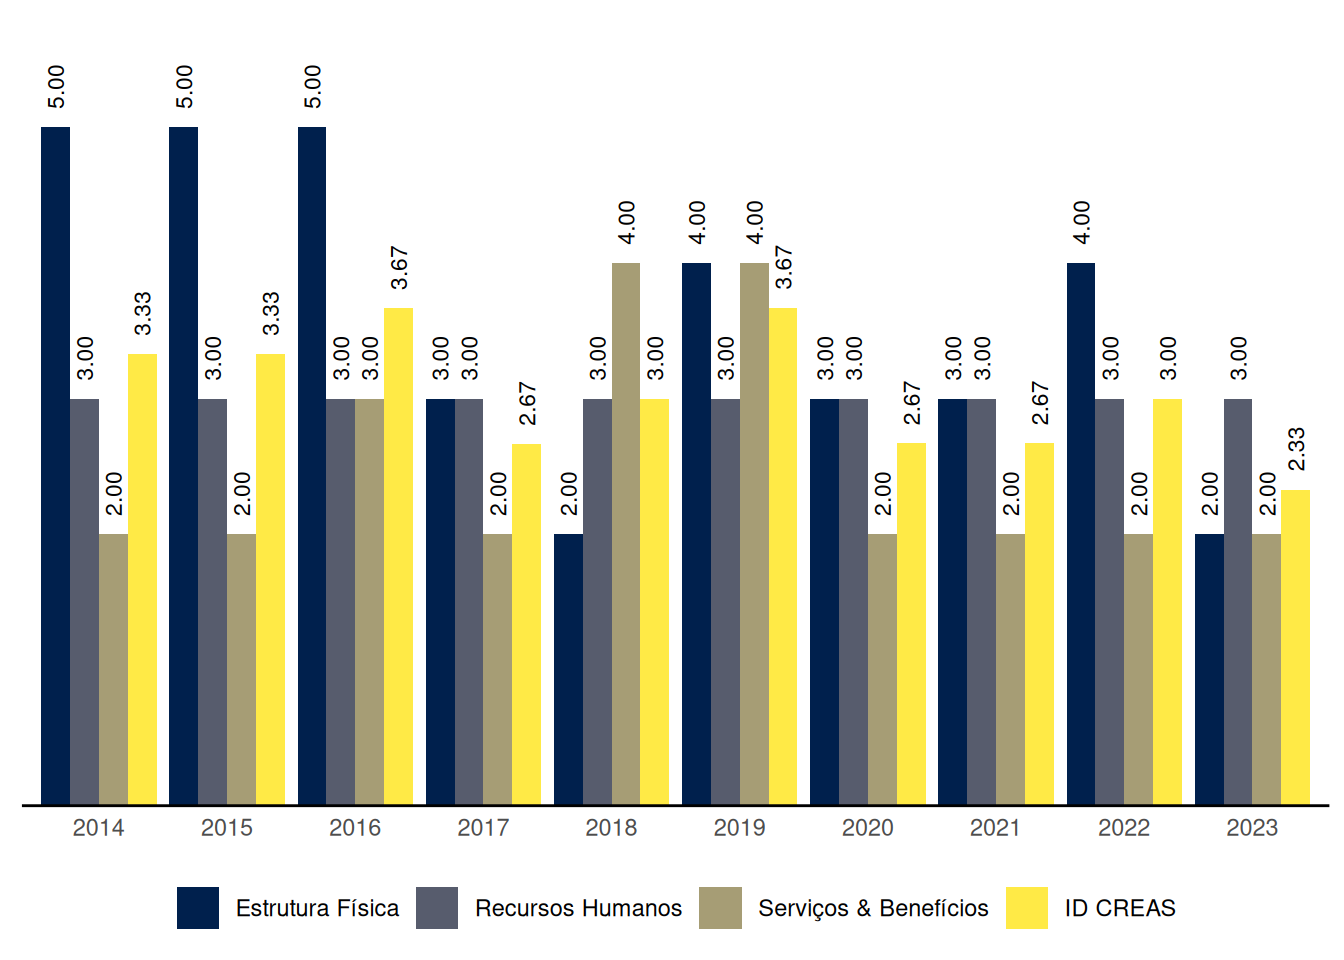 5.00 3.00 2.00 3.33 5.00 3.00 2.00 3.33 5.00 3.00 3.00 3.67 3.00 3.00 2.00 2.67 2.00 3.00 4.00 3.00 4.00 3.00 4.00 3.67 3.00 3.00 2.00 2.67 3.00 3.00 2.00 2.67 4.00 3.00 2.00 3.00 2.00 3.00 2.00 2.33
2014 2015 2016 2017 2018 2019 2020 2021 2022 2023
Estrutura Física Recursos Humanos Serviços & Benefícios ID CREAS